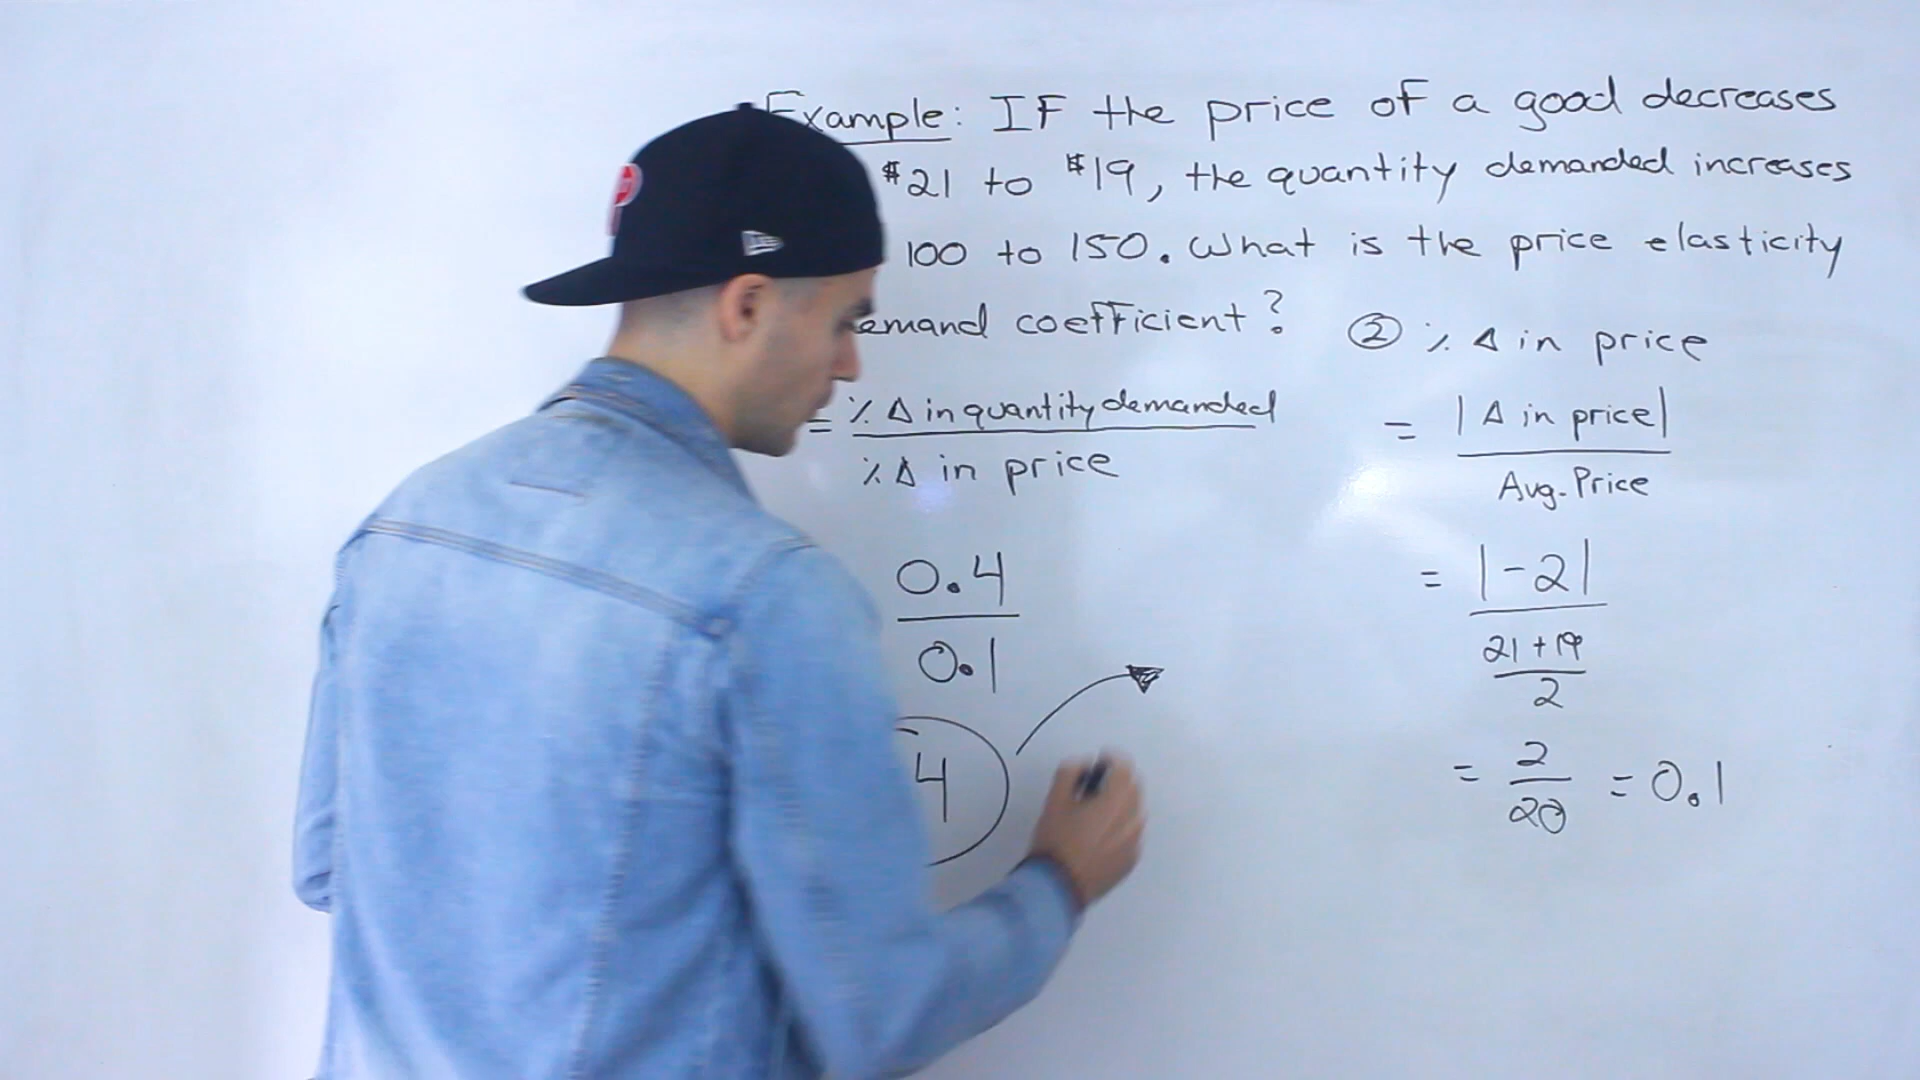 Example: IF the price of a good decreases
$21 to $19, the quantity demanded increases
100 to 150. What is the price elasticity
emand coefficient?
= % Δ in quantity demanded
% Δ in price
0.4
0.1
4
② % Δ in price
= |Δ in price|
Avg. Price
= |-2|
21 + 19
2
= 2
20
= 0.1